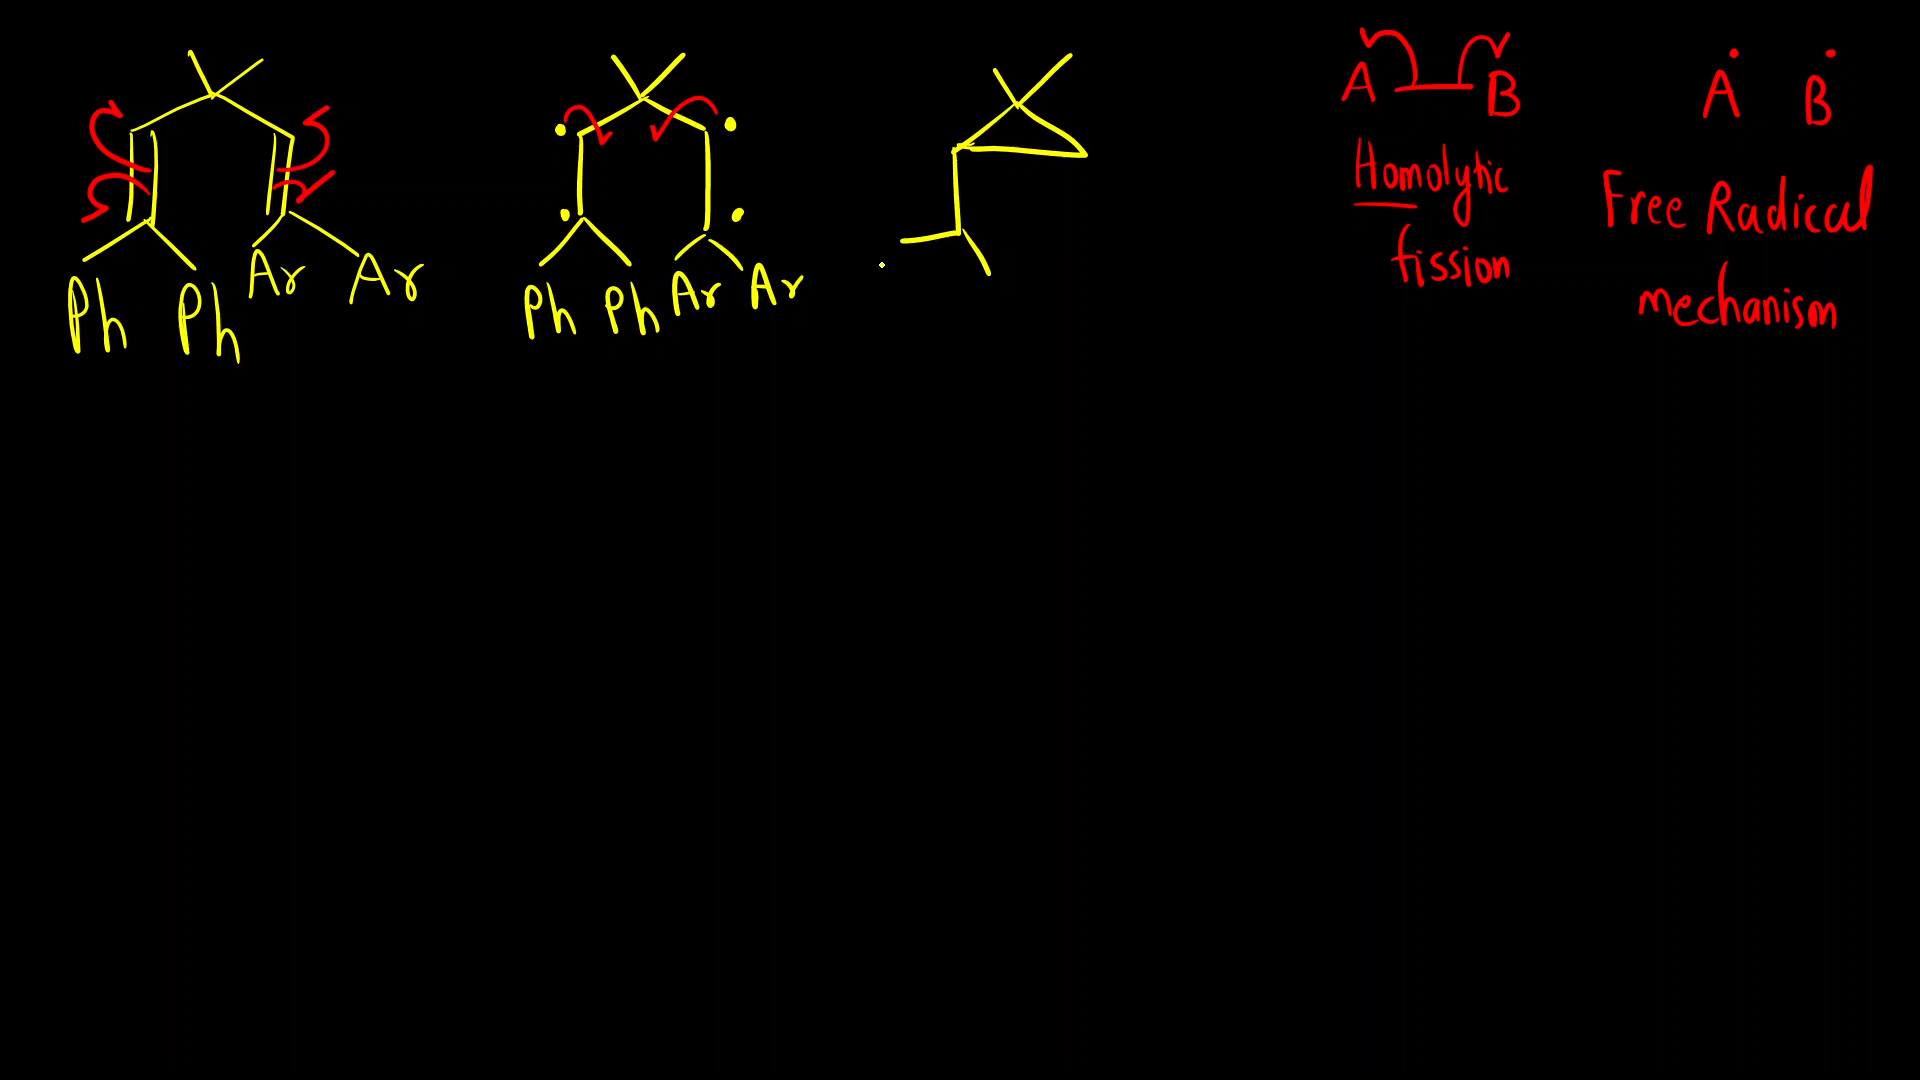 Ph Ph Ar Ar
Ph Ph Ar Ar
A B
Homolytic
fission
A B
Free Radical
mechanism